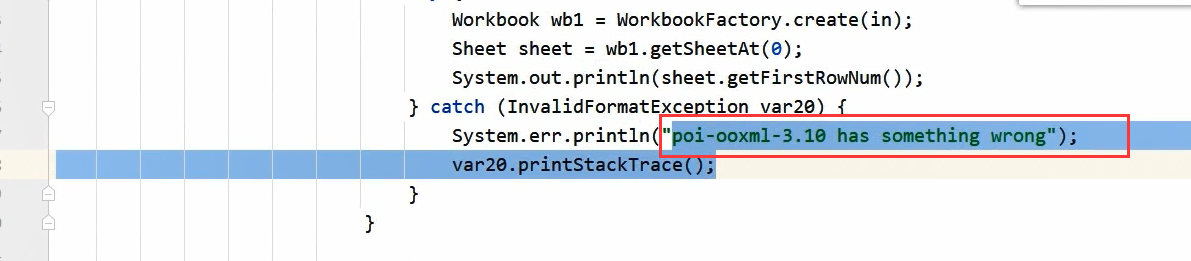 Workbook wb1 = WorkbookFactory.create(in);
Sheet sheet = wb1.getSheetAt(0);
System.out.println(sheet.getFirstRowNum());
} catch (InvalidFormatException var20) {
System.err.println("poi-ooxml-3.10 has something wrong");
var20.printStackTrace();
}
}